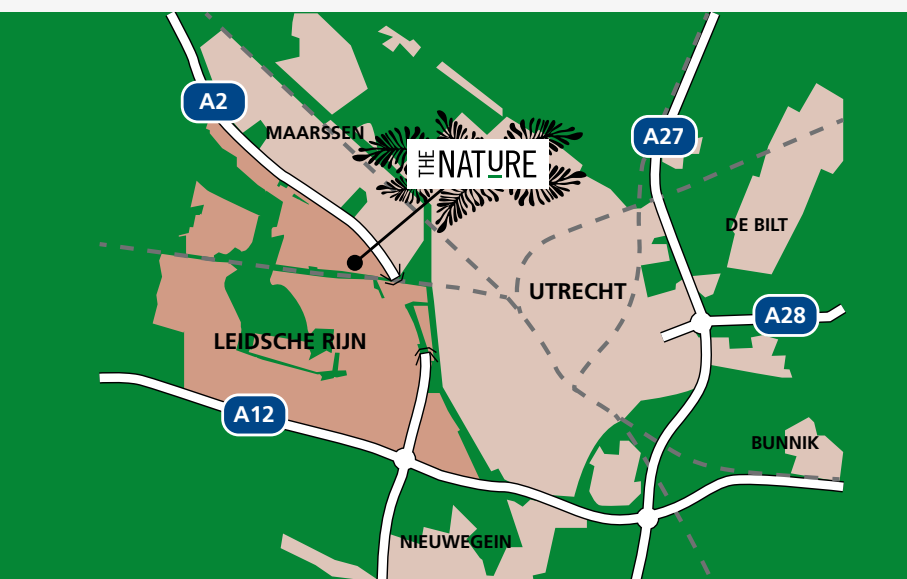 A2
MAARSSEN
THE NATURE
A27
DE BILT
UTRECHT
A28
LEIDSCHE RIJN
A12
BUNNIK
NIEUWEGEIN